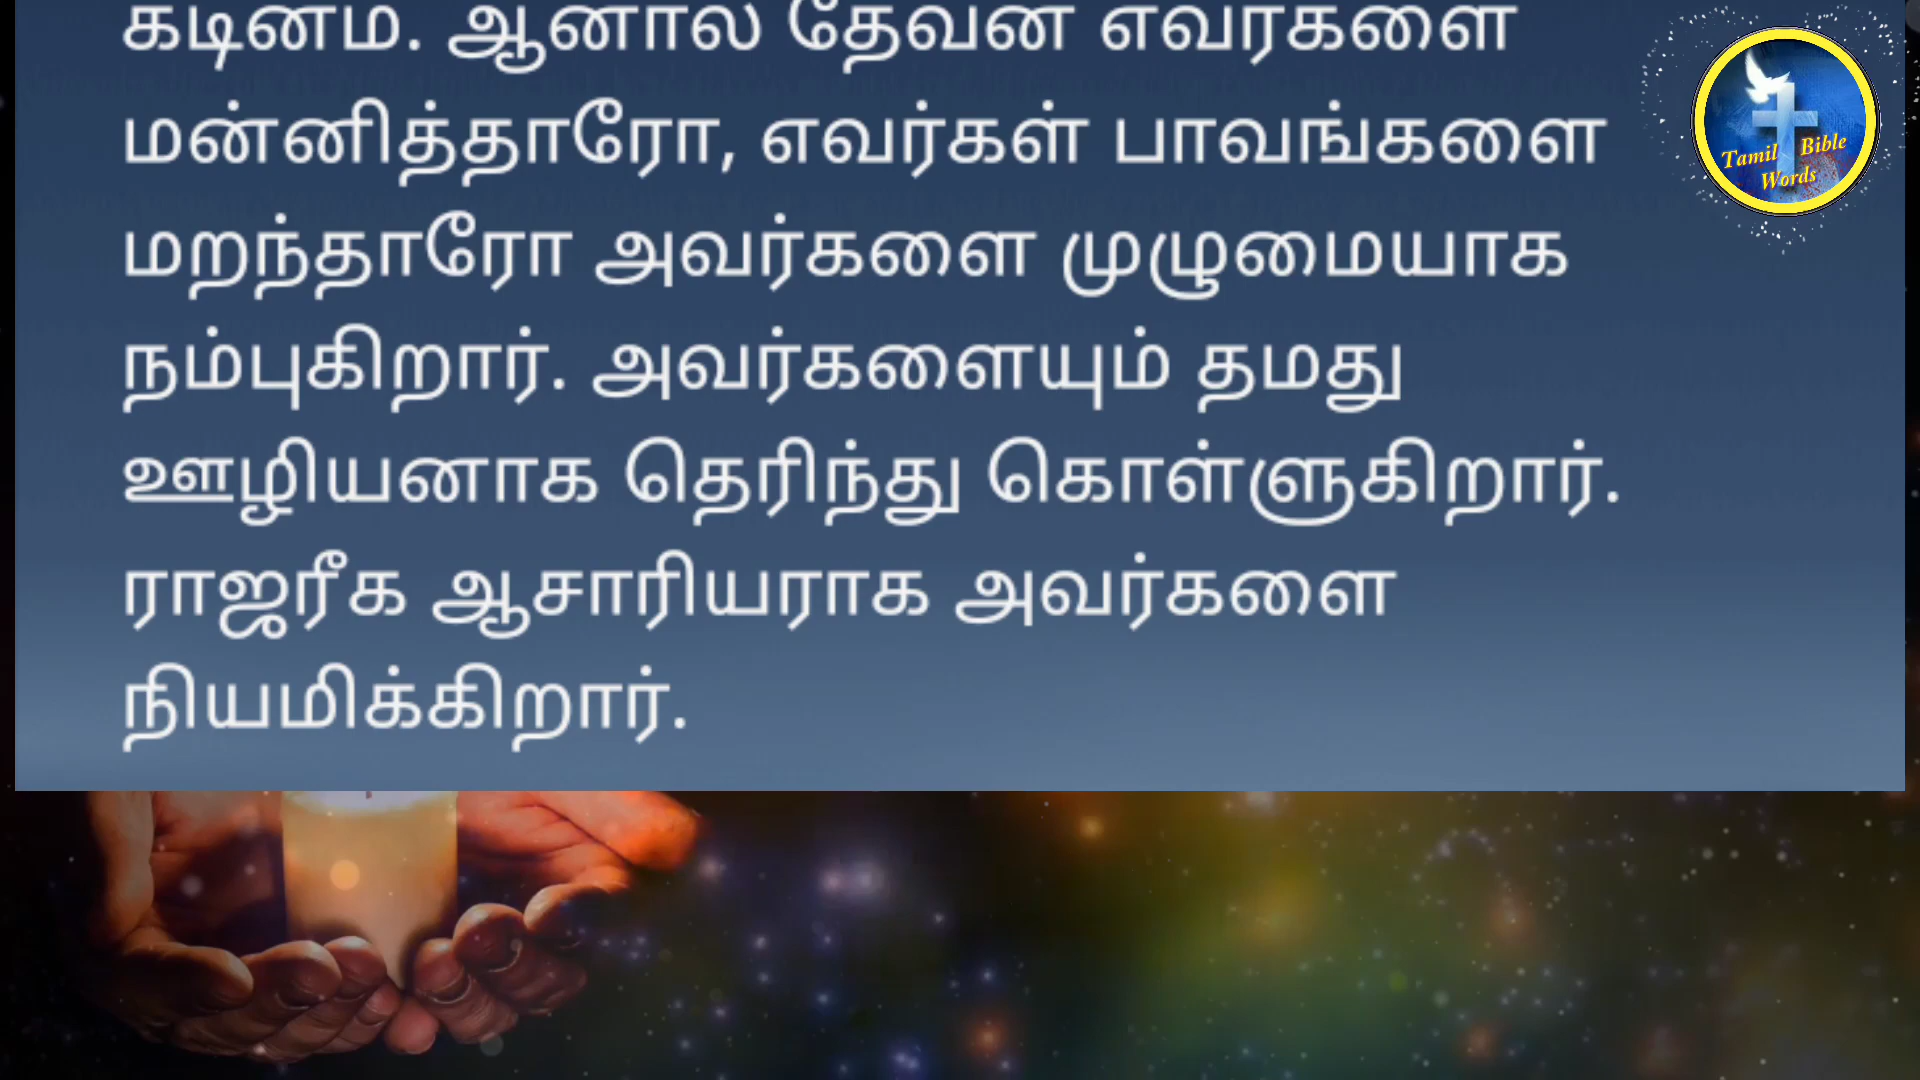 கடினம். ஆனால் தேவன் எவர்களை
மன்னித்தாரோ, எவர்கள் பாவங்களை
மறந்தாரோ அவர்களை முழுமையாக
நம்புகிறார். அவர்களையும் தமது
ஊழியனாக தெரிந்து கொள்ளுகிறார்.
ராஜரீக ஆசாரியராக அவர்களை
நியமிக்கிறார்.
Tamil Bible
Words